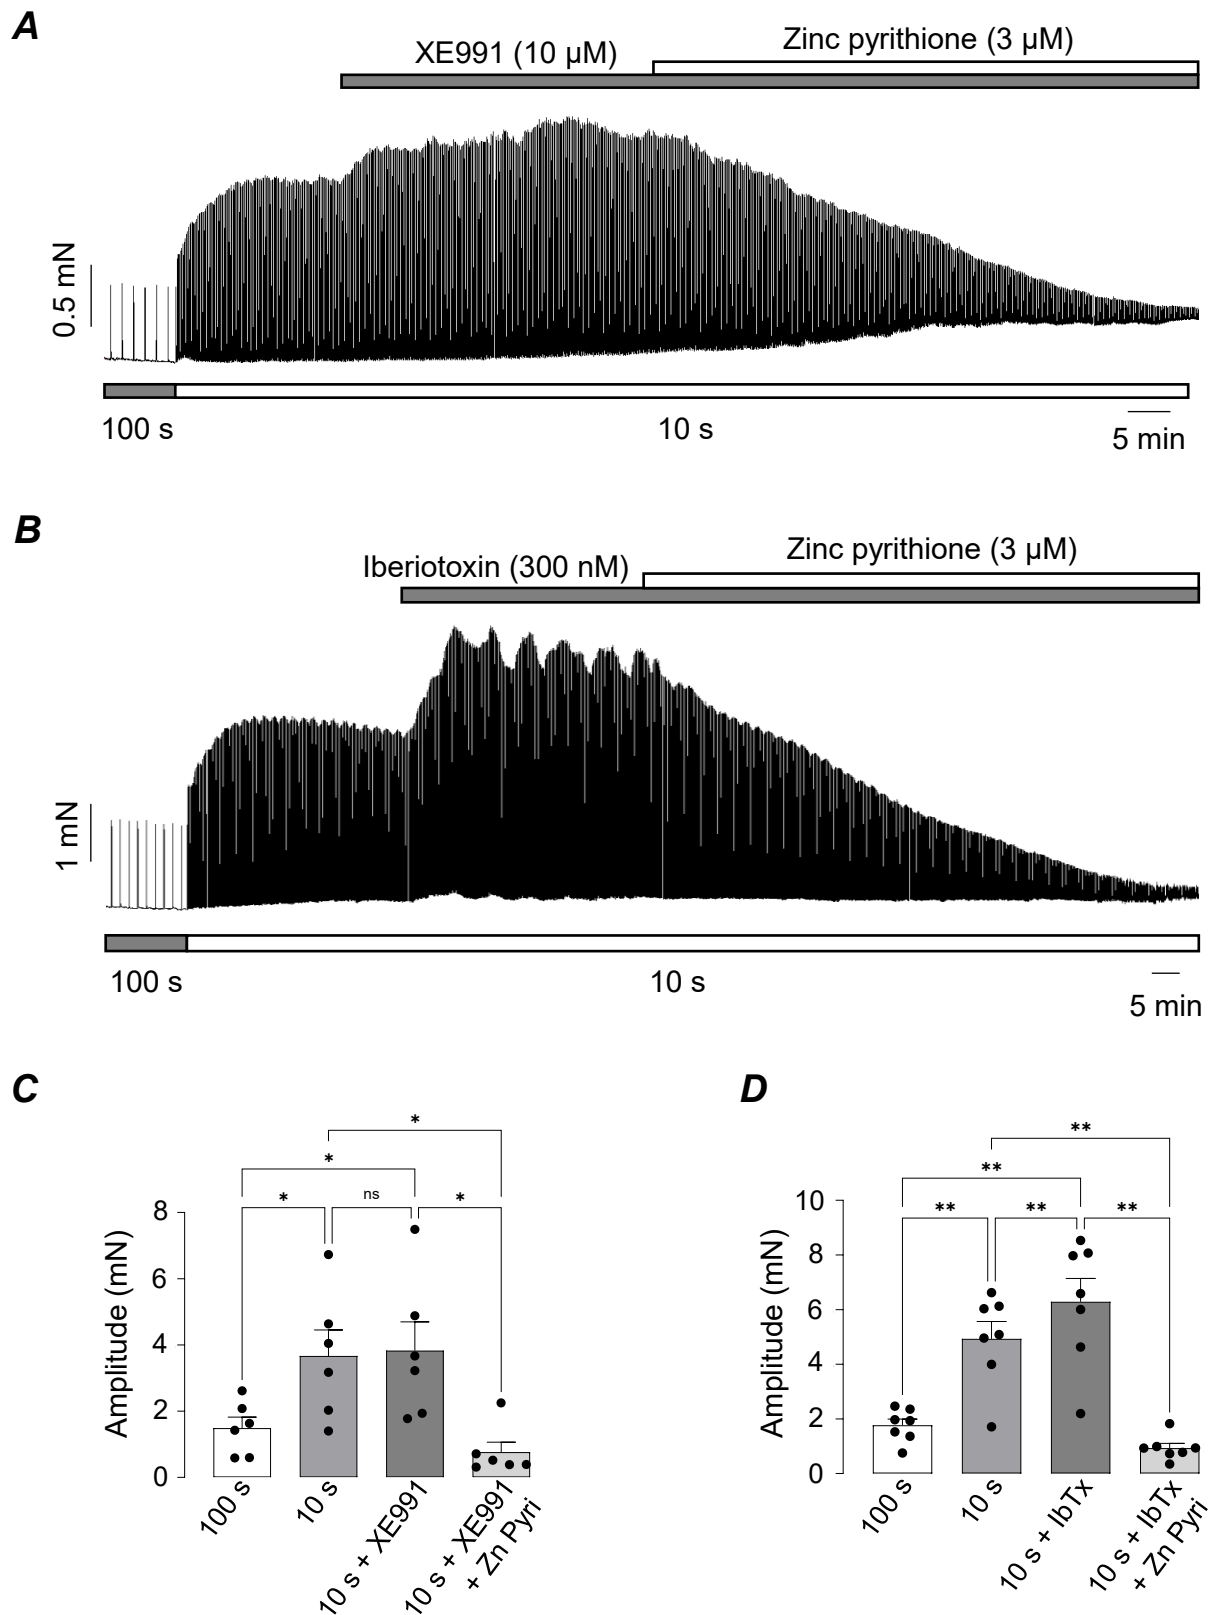 A
XE991 (10 µM)
Zinc pyrithione (3 µM)
0.5 mN
100 s
10 s
5 min
B
Iberiotoxin (300 nM)
Zinc pyrithione (3 µM)
1 mN
100 s
10 s
5 min
C
*
*
* ns *
Amplitude (mN)
8
6
4
2
0
100 s
10 s
10 s + XE991
10 s + XE991
+ Zn Pyri
D
**
**
** ** **
Amplitude (mN)
10
8
6
4
2
0
100 s
10 s
10 s + IbTx
10 s + IbTx
+ Zn Pyri